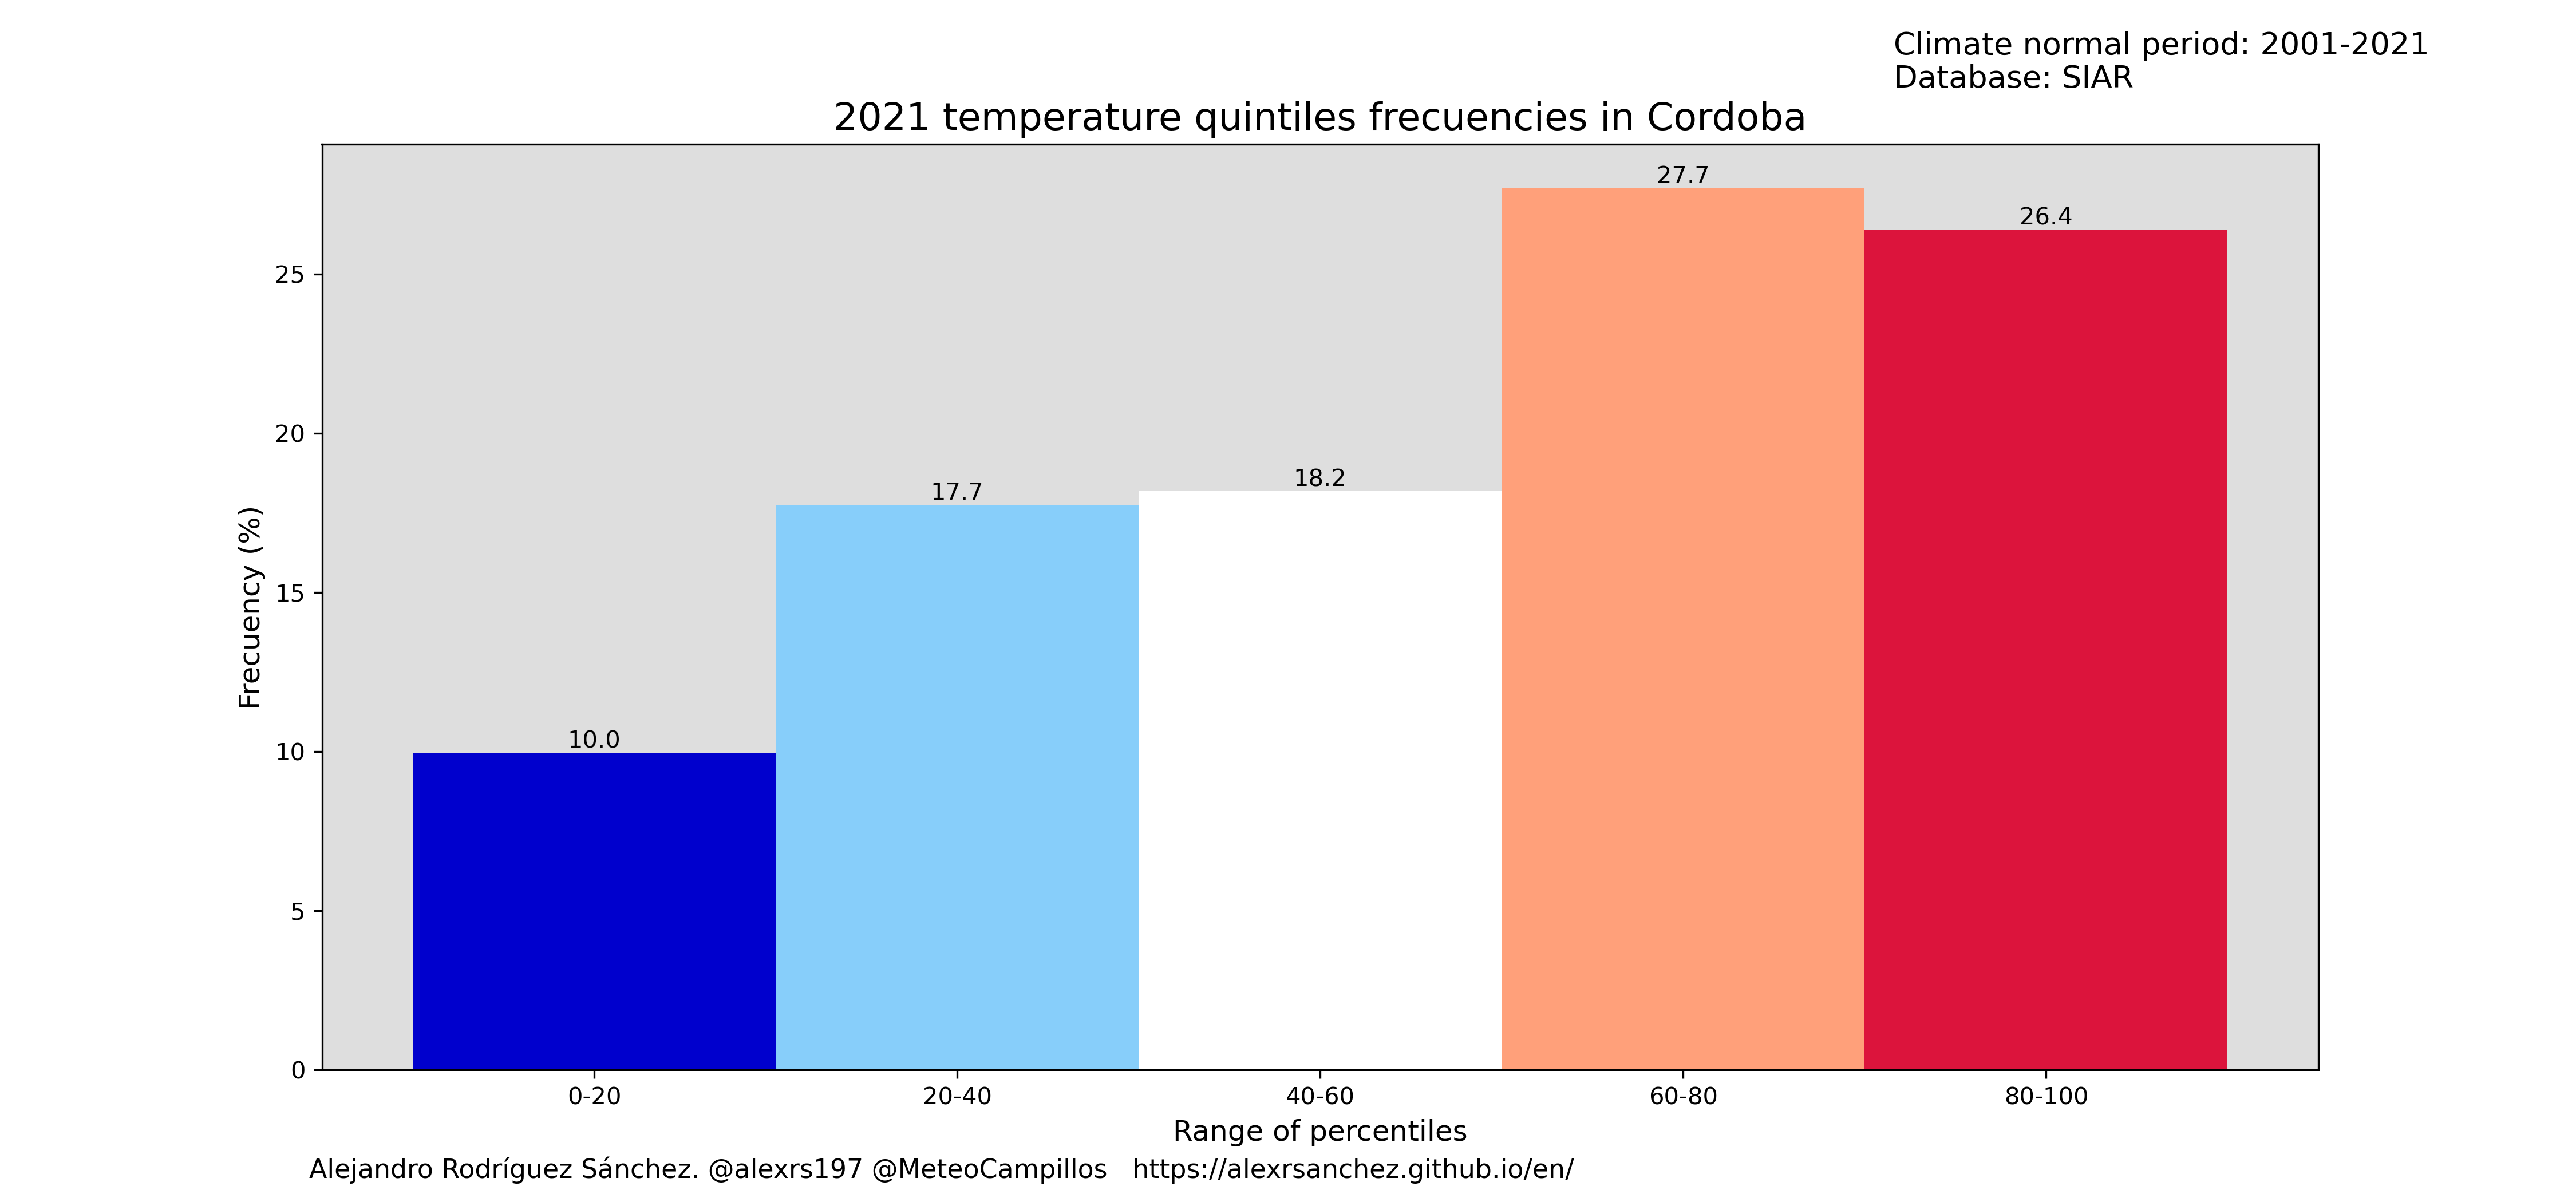 Climate normal period: 2001-2021
Database: SIAR
2021 temperature quintiles frecuencies in Cordoba
27.7
26.4
25
20
18.2
17.7
Frecuency (%)
15
10.0
10
5
0
0-20 20-40 40-60 60-80 80-100
Range of percentiles
Alejandro Rodríguez Sánchez. @alexrs197 @MeteoCampillos https://alexrsanchez.github.io/en/